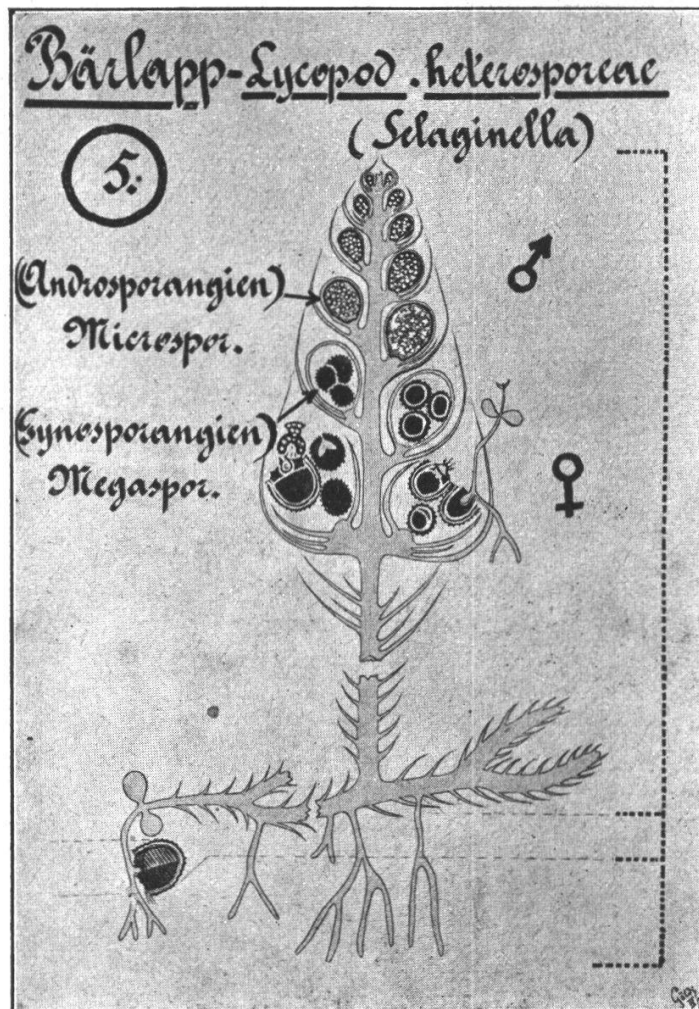 Bärlapp-Lycopod. heterosporeae
(Selaginella)
5.:
♂
(Androsporangien)
Microspor.
(Gynosporangien)
Megaspor.
♀